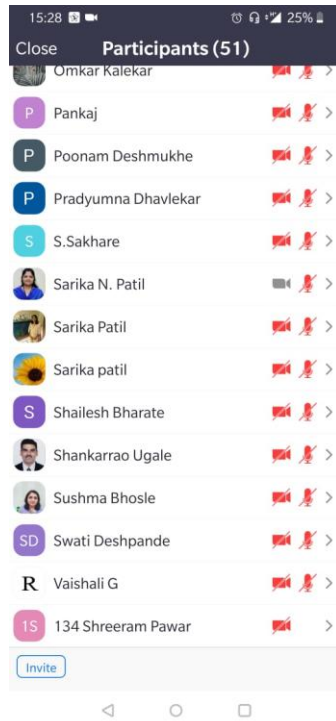 15:28 25%
Close Participants (51)
Omkar Kalekar
P Pankaj
P Poonam Deshmukhe
P Pradyumna Dhavlekar
S S.Sakhare
Sarika N. Patil
Sarika Patil
Sarika patil
S Shailesh Bharate
Shankarrao Ugale
Sushma Bhosle
SD Swati Deshpande
R Vaishali G
1S 134 Shreeram Pawar
Invite